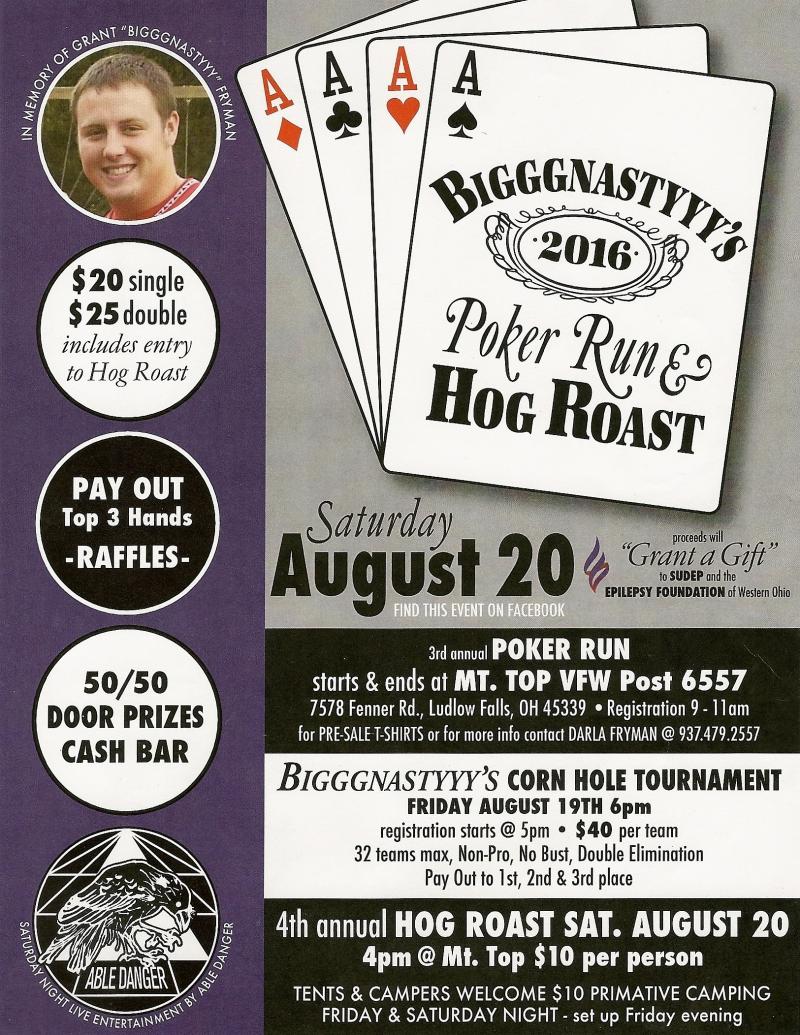 IN MEMORY OF GRANT "BIGGGNASTYYY" FRYMAN
$20 single
$25 double
includes entry
to Hog Roast
PAY OUT
Top 3 Hands
-RAFFLES-
50/50
DOOR PRIZES
CASH BAR
ABLE DANGER
SATURDAY NIGHT LIVE ENTERTAINMENT BY ABLE DANGER
A
A
A
A
BIGGGNASTYYY'S
·2016·
Poker Run &
HOG ROAST
Saturday
August 20
FIND THIS EVENT ON FACEBOOK
proceeds will
"Grant a Gift"
to SUDEP and the
EPILEPSY FOUNDATION of Western Ohio
3rd annual POKER RUN
starts & ends at MT. TOP VFW Post 6557
7578 Fenner Rd., Ludlow Falls, OH 45339 • Registration 9 - 11am
for PRE-SALE T-SHIRTS or for more info contact DARLA FRYMAN @ 937.479.2557
BIGGGNASTYYY'S CORN HOLE TOURNAMENT
FRIDAY AUGUST 19TH 6pm
registration starts @ 5pm • $40 per team
32 teams max, Non-Pro, No Bust, Double Elimination
Pay Out to 1st, 2nd & 3rd place
4th annual HOG ROAST SAT. AUGUST 20
4pm @ Mt. Top $10 per person
TENTS & CAMPERS WELCOME $10 PRIMATIVE CAMPING
FRIDAY & SATURDAY NIGHT - set up Friday evening